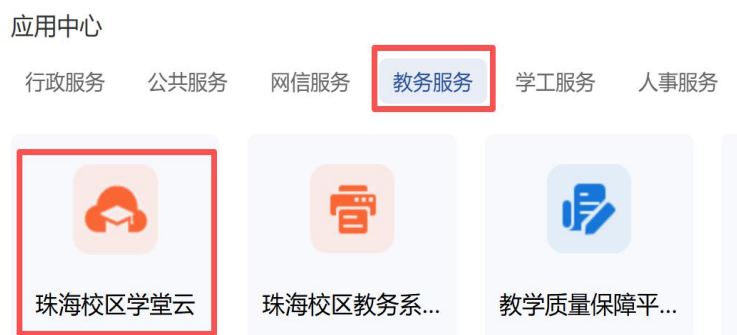 应用中心
行政服务 公共服务 网信服务 教务服务 学工服务 人事服务
珠海校区学堂云 珠海校区教务系... 教学质量保障平...